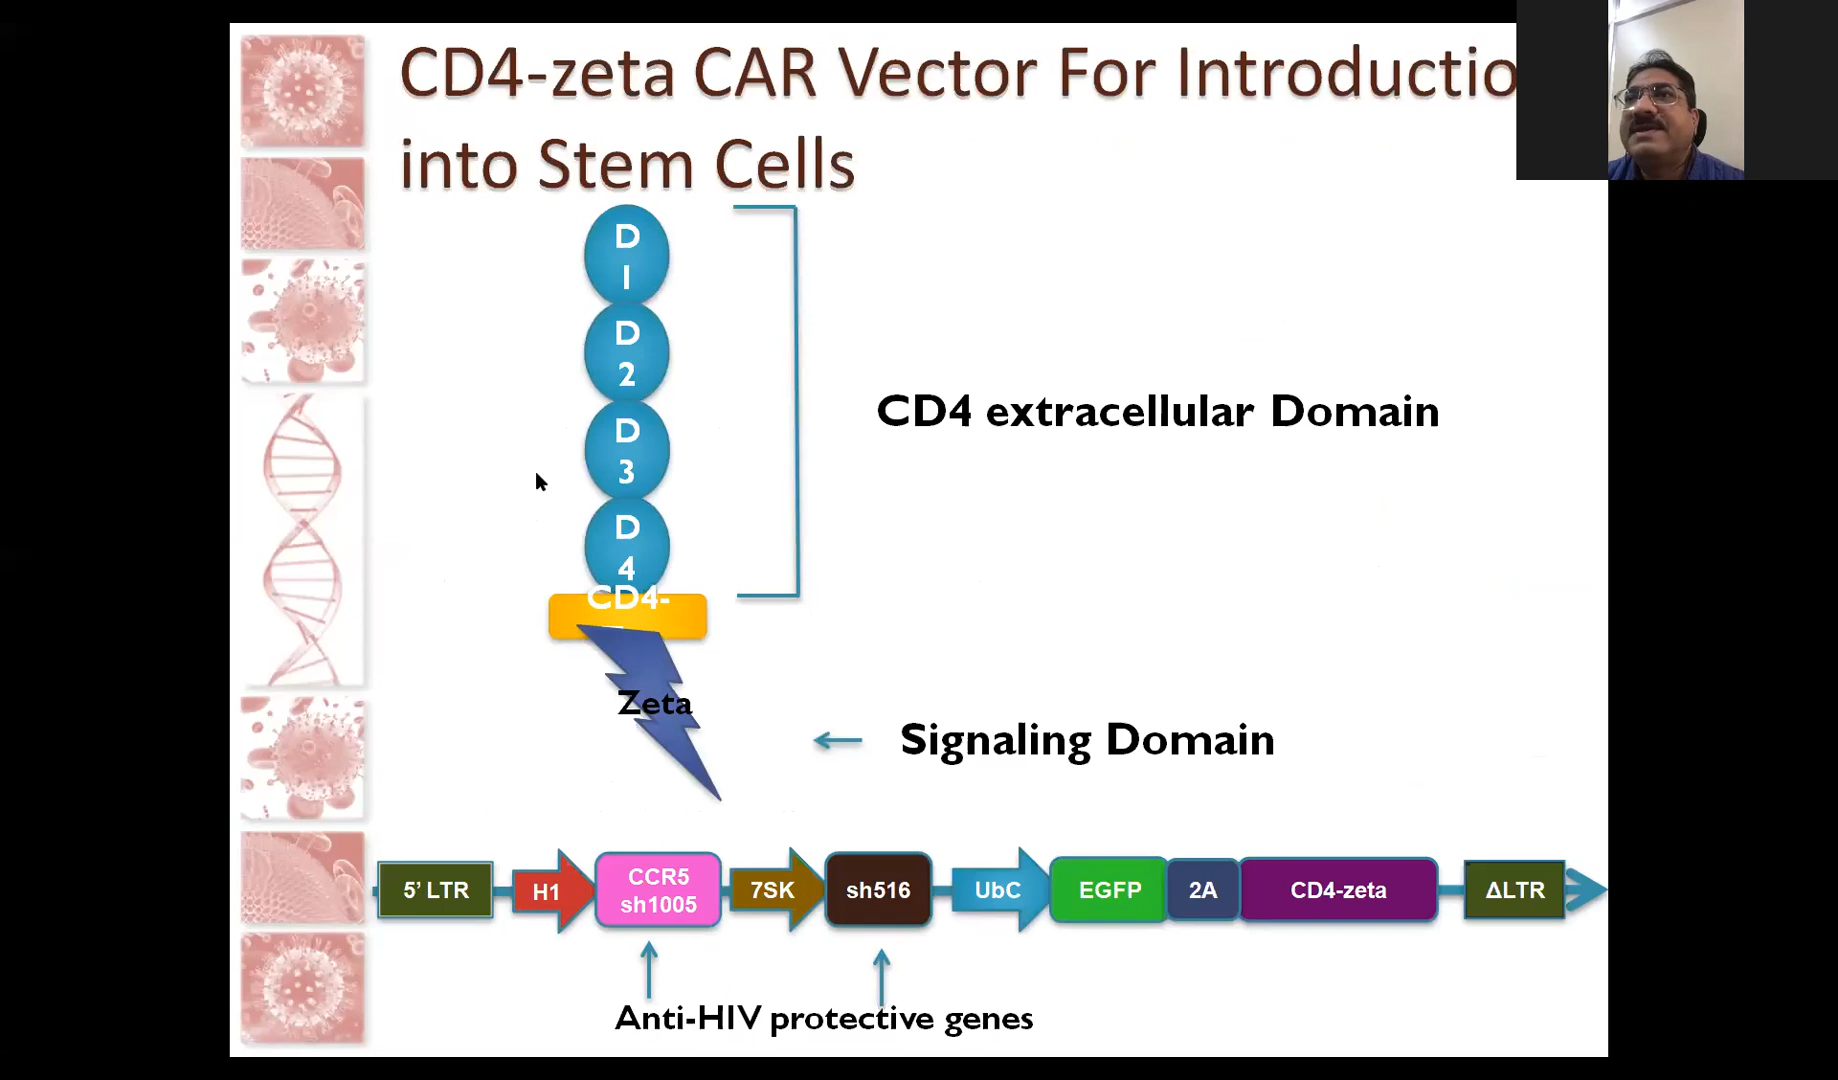 CD4-zeta CAR Vector For Introductio
into Stem Cells
D
1
D
2
D
3
D
4
CD4-
CD4 extracellular Domain
Zeta
Signaling Domain
5’ LTR
H1
CCR5
sh1005
7SK
sh516
UbC
EGFP
2A
CD4-zeta
ΔLTR
Anti-HIV protective genes